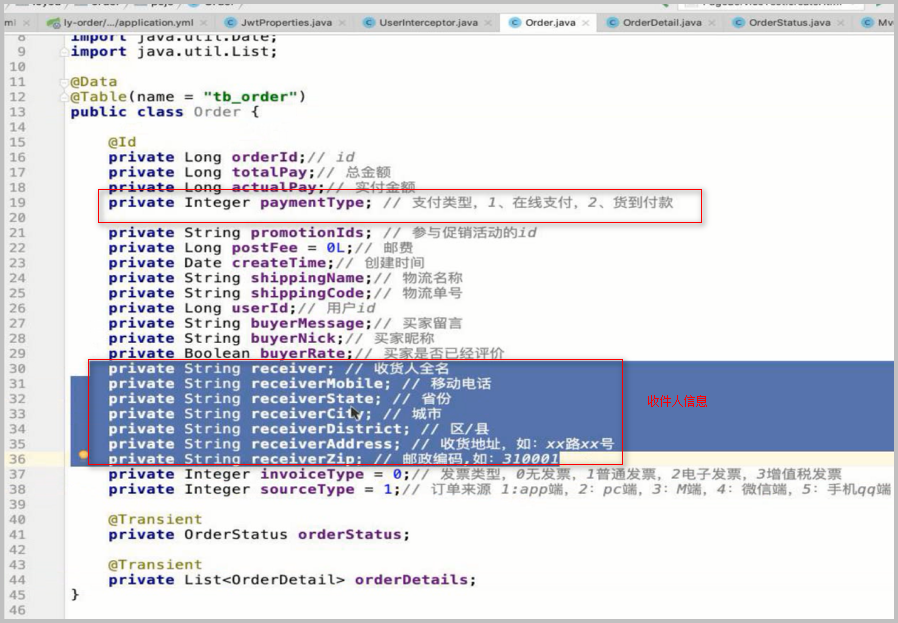 ly-order/.../application.yml JwtProperties.java UserInterceptor.java Order.java OrderDetail.java OrderStatus.java
8 import java.util.Date;
9 import java.util.List;
10
11 @Data
12 @Table(name = "tb_order")
13 public class Order {
14
15 @Id
16 private Long orderId;// id
17 private Long totalPay;// 总金额
18 private Long actualPay;// 实付金额
19 private Integer paymentType; // 支付类型，1、在线支付，2、货到付款
20
21 private String promotionIds; // 参与促销活动的id
22 private Long postFee = 0L;// 邮费
23 private Date createTime;// 创建时间
24 private String shippingName;// 物流名称
25 private String shippingCode;// 物流单号
26 private Long userId;// 用户id
27 private String buyerMessage;// 买家留言
28 private String buyerNick;// 买家昵称
29 private Boolean buyerRate;// 买家是否已经评价
30 private String receiver; // 收货人全名
31 private String receiverMobile; // 移动电话
32 private String receiverState; // 省份
33 private String receiverCity; // 城市
收件人信息
34 private String receiverDistrict; // 区/县
35 private String receiverAddress; // 收货地址，如：xx路xx号
36 private String receiverZip; // 邮政编码,如：310001
37 private Integer invoiceType = 0;// 发票类型，0无发票，1普通发票，2电子发票，3增值税发票
38 private Integer sourceType = 1;// 订单来源 1:app端，2：pc端，3：M端，4：微信端，5：手机qq端
39
40 @Transient
41 private OrderStatus orderStatus;
42
43 @Transient
44 private List<OrderDetail> orderDetails;
45 }
46